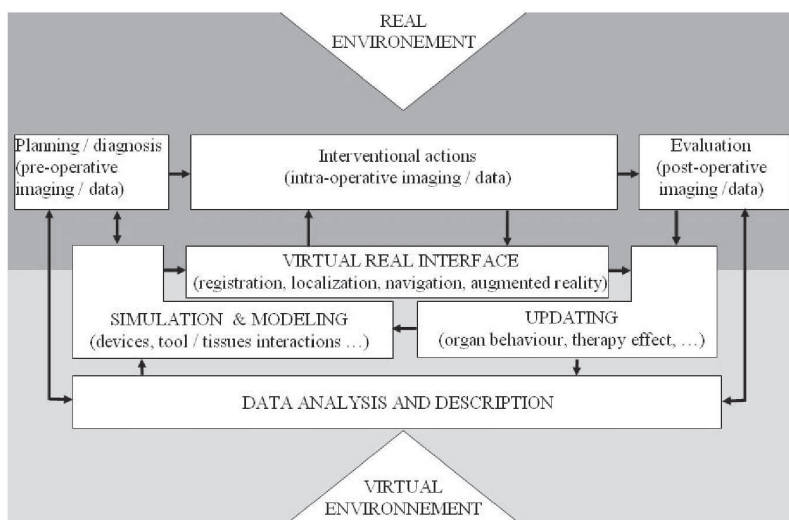 REAL
ENVIRONEMENT
Planning / diagnosis
(pre-operative
imaging / data)
Interventional actions
(intra-operative imaging / data)
Evaluation
(post-operative
imaging /data)
VIRTUAL REAL INTERFACE
(registration, localization, navigation, augmented reality)
SIMULATION & MODELING
(devices, tool / tissues interactions …)
UPDATING
(organ behaviour, therapy effect, …)
DATA ANALYSIS AND DESCRIPTION
VIRTUAL
ENVIRONNEMENT